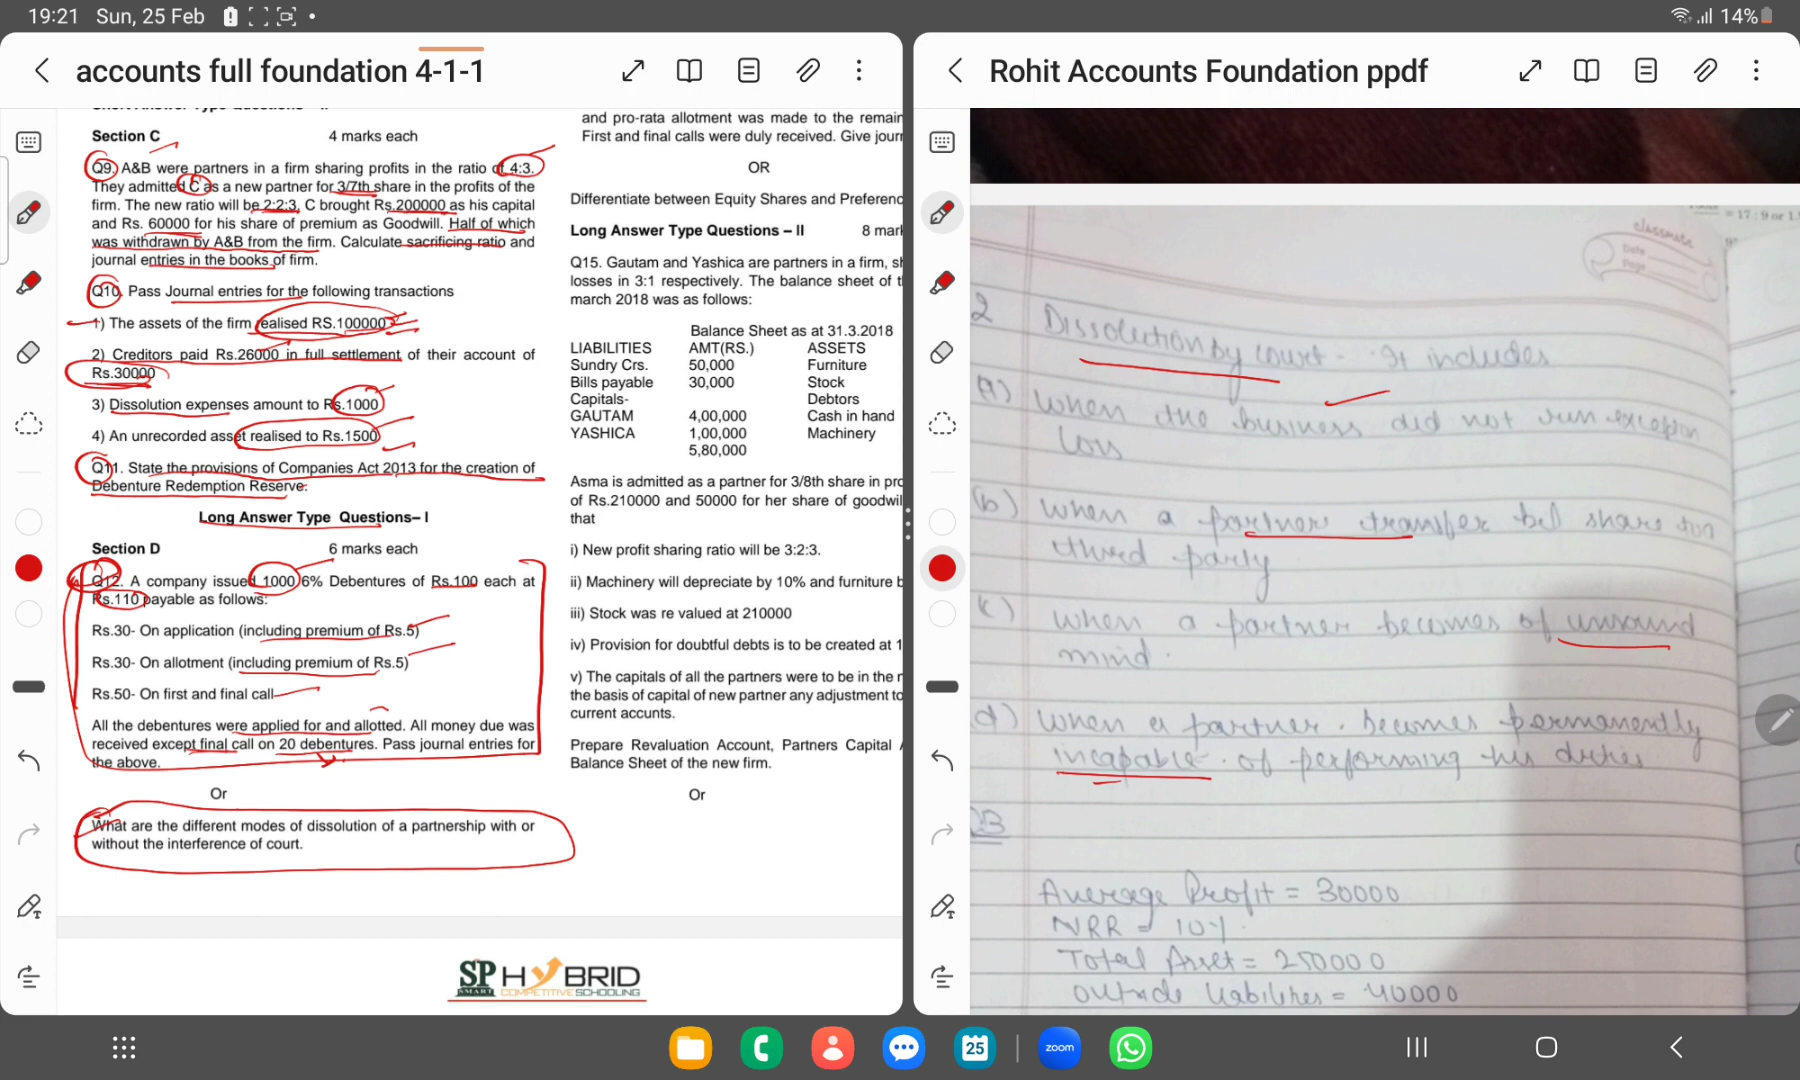 19:21 Sun, 25 Feb
14%
accounts full foundation 4-1-1
Section C 4 marks each
Q9. A&B were partners in a firm sharing profits in the ratio of 4:3.
They admitted C as a new partner for 3/7th share in the profits of the
firm. The new ratio will be 2:2:3. C brought Rs.200000 as his capital
and Rs. 60000 for his share of premium as Goodwill. Half of which
was withdrawn by A&B from the firm. Calculate sacrificing ratio and
journal entries in the books of firm.
Q10. Pass Journal entries for the following transactions
1) The assets of the firm realised RS.100000
2) Creditors paid Rs.26000 in full settlement of their account of
Rs.30000
3) Dissolution expenses amount to Rs.1000
4) An unrecorded asset realised to Rs.1500
Q11. State the provisions of Companies Act 2013 for the creation of
Debenture Redemption Reserve.
Long Answer Type Questions– I
Section D 6 marks each
Q12. A company issued 1000 6% Debentures of Rs.100 each at
Rs.110 payable as follows:
Rs.30- On application (including premium of Rs.5)
Rs.30- On allotment (including premium of Rs.5)
Rs.50- On first and final call
All the debentures were applied for and allotted. All money due was
received except final call on 20 debentures. Pass journal entries for
the above.
Or
What are the different modes of dissolution of a partnership with or
without the interference of court.
and pro-rata allotment was made to the remain
First and final calls were duly received. Give jour
OR
Differentiate between Equity Shares and Preferenc
Long Answer Type Questions – II 8 mar
Q15. Gautam and Yashica are partners in a firm, sh
losses in 3:1 respectively. The balance sheet of t
march 2018 was as follows:
Balance Sheet as at 31.3.2018
LIABILITIES AMT(RS.) ASSETS
Sundry Crs. 50,000 Furniture
Bills payable 30,000 Stock
Capitals- Debtors
GAUTAM 4,00,000 Cash in hand
YASHICA 1,00,000 Machinery
5,80,000
Asma is admitted as a partner for 3/8th share in pro
of Rs.210000 and 50000 for her share of goodwil
that
i) New profit sharing ratio will be 3:2:3.
ii) Machinery will depreciate by 10% and furniture b
iii) Stock was re valued at 210000
iv) Provision for doubtful debts is to be created at 1
v) The capitals of all the partners were to be in the r
the basis of capital of new partner any adjustment to
current accunts.
Prepare Revaluation Account, Partners Capital
Balance Sheet of the new firm.
Or
SP HYBRID
SMART COMPETITIVE SCHOOLING
Rohit Accounts Foundation ppdf
= 17:9 or 1.
classmate
Date
Page
2 Dissolution by court - It includes
(a) When the business did not run except on
loss
(b) when a partner transfer his share to a
third party
(c) when a partner becomes of unsound
mind.
(d) when a partner. becomes permanently
incapable. of performing his duties
Average Profit = 30000
NRR = 10%.
Total Asset = 250000
outside liabilities = 40000
25
zoom